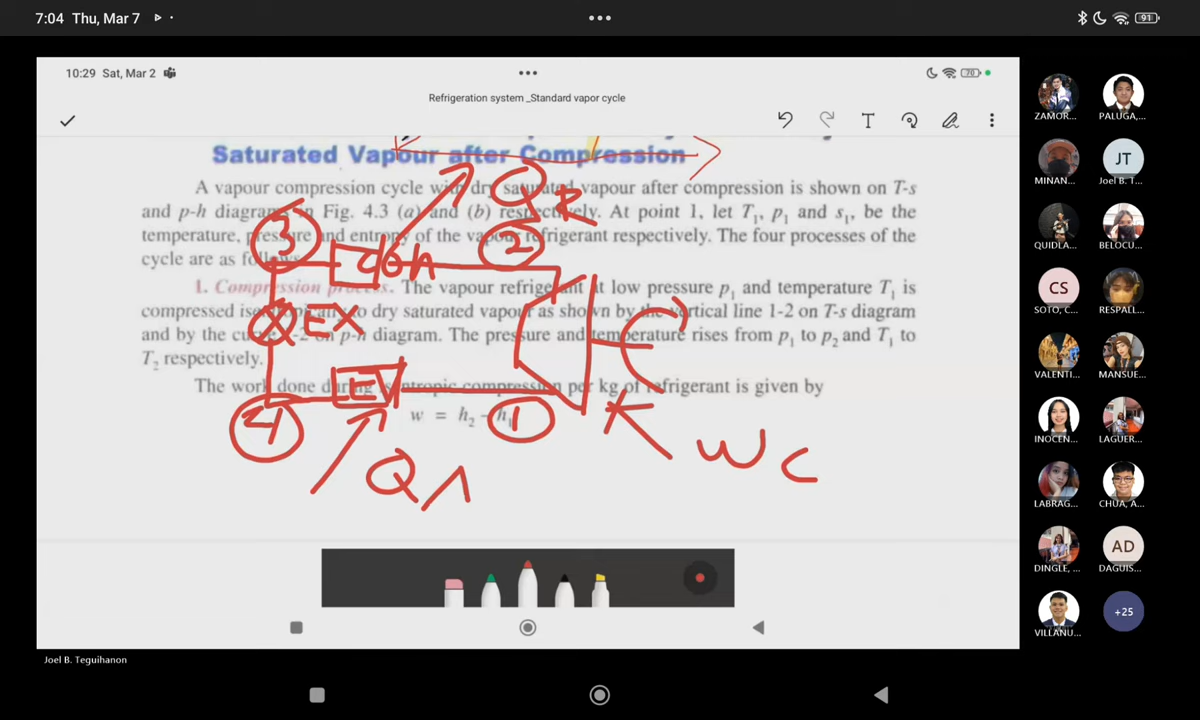 7:04 Thu, Mar 7
91
10:29 Sat, Mar 2
70
Refrigeration system _Standard vapor cycle
T
Saturated Vapour after Compression
A vapour compression cycle with dry saturated vapour after compression is shown on T-s
and p-h diagrams in Fig. 4.3 (a) and (b) respectively. At point 1, let T₁, p₁ and s₁, be the
temperature, pressure and entropy of the vapour refrigerant respectively. The four processes of the
cycle are as follows
1. Compression process. The vapour refrigerant at low pressure p₁ and temperature T₁ is
compressed isentropically to dry saturated vapour as shown by the vertical line 1-2 on T-s diagram
and by the curve 1-2 on p-h diagram. The pressure and temperature rises from p₁ to p₂ and T₁ to
T₂ respectively.
The work done during isentropic compression per kg of refrigerant is given by
w = h₂ – h₁
QR
3
2
Con
EX
EV
4
1
QA
WC
Joel B. Teguihanon
ZAMOR...
PALUGA,...
MINAN...
JT
Joel B. T...
QUIDLA...
BELOCU...
CS
SOTO, C...
RESPALL...
VALENTI...
MANSUE...
INOCEN...
LAGUER...
LABRAG...
CHUA, A...
DINGLE, ...
AD
DAGUIS...
VILLANU...
+25